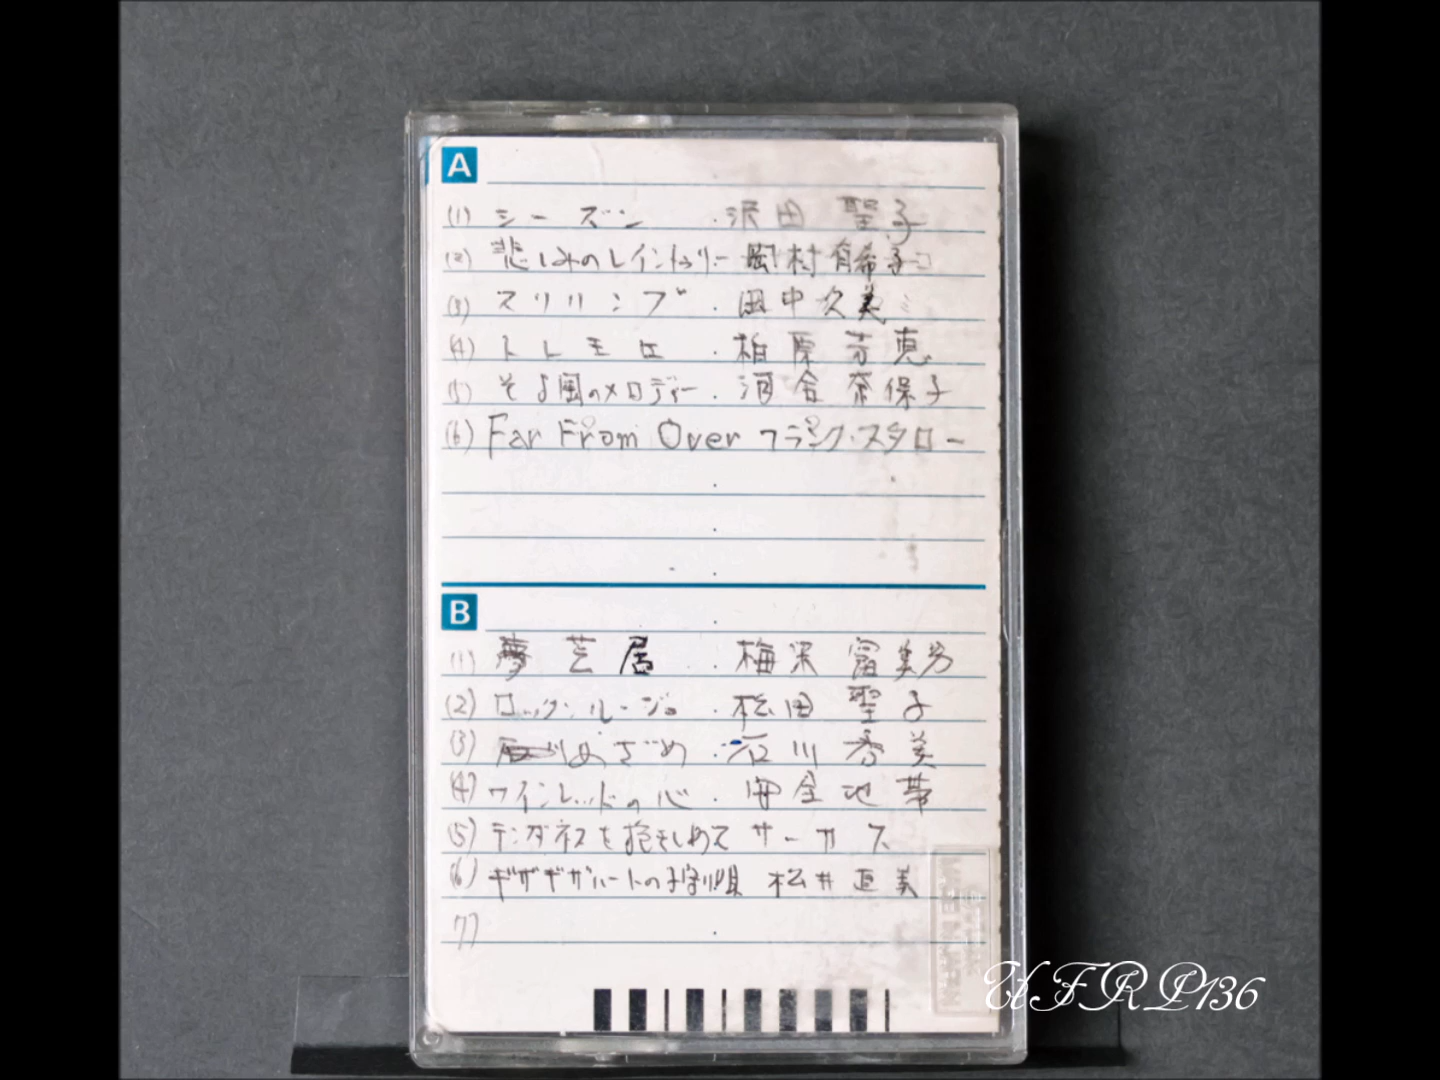 A
(1) シーズン ・沢田 聖子
(2) 悲しみのレイントゥリー 岡村有希子
(3) スリリング ・田中久美
(4) トレモロ ・柏原芳恵
(5) そよ風のメロディー ・河合奈保子
(6) Far From Over フランク・スタロー
B
(1) 夢芝居 ・梅沢富美男
(2) ロックンルージュ ・松田聖子
(3) めざめ ・石川秀美
(4) ワインレッドの心 ・安全地帯
(5) テンダネスを抱きしめて サーカス
(6) ギザギザハートの子守唄 松井直美
7)
UFRP136